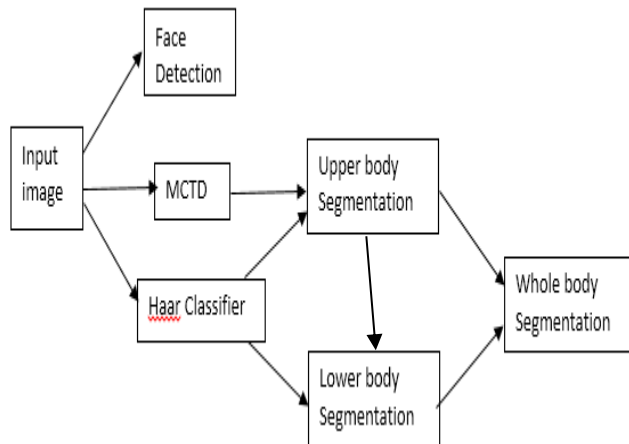 Face
Detection
Input
image
MCTD
Upper body
Segmentation
Haar Classifier
Whole body
Segmentation
Lower body
Segmentation